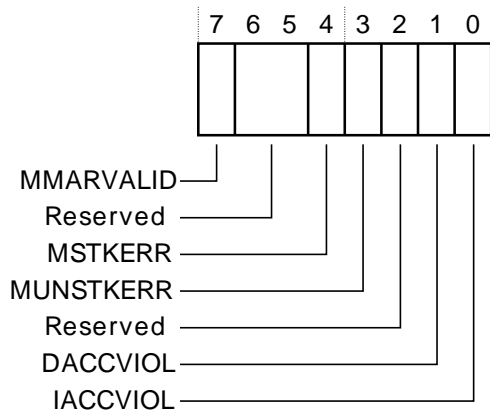 7 6 5 4 3 2 1 0
MMARVALID
Reserved
MSTKERR
MUNSTKERR
Reserved
DACCVIOL
IACCVIOL